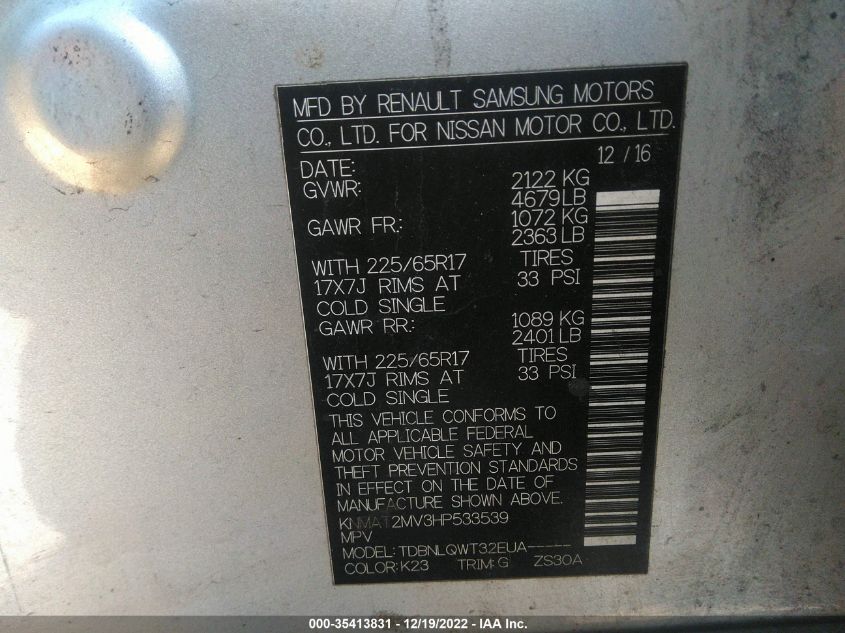 MFD BY RENAULT SAMSUNG MOTORS
CO., LTD. FOR NISSAN MOTOR CO., LTD.
DATE: 12 / 16
GVWR: 2122 KG
4679 LB
GAWR FR.: 1072 KG
2363 LB
WITH 225/65R17 TIRES
17X7J RIMS AT 33 PSI
COLD SINGLE
GAWR RR.: 1089 KG
2401 LB
WITH 225/65R17 TIRES
17X7J RIMS AT 33 PSI
COLD SINGLE
THIS VEHICLE CONFORMS TO
ALL APPLICABLE FEDERAL
MOTOR VEHICLE SAFETY AND
THEFT PREVENTION STANDARDS
IN EFFECT ON THE DATE OF
MANUFACTURE SHOWN ABOVE.
KNMAT2MV3HP533539
MPV
MODEL: TDBNLQWT32EUA-----
COLOR: K23 TRIM: G ZS30A
000-35413831 - 12/19/2022 - IAA Inc.